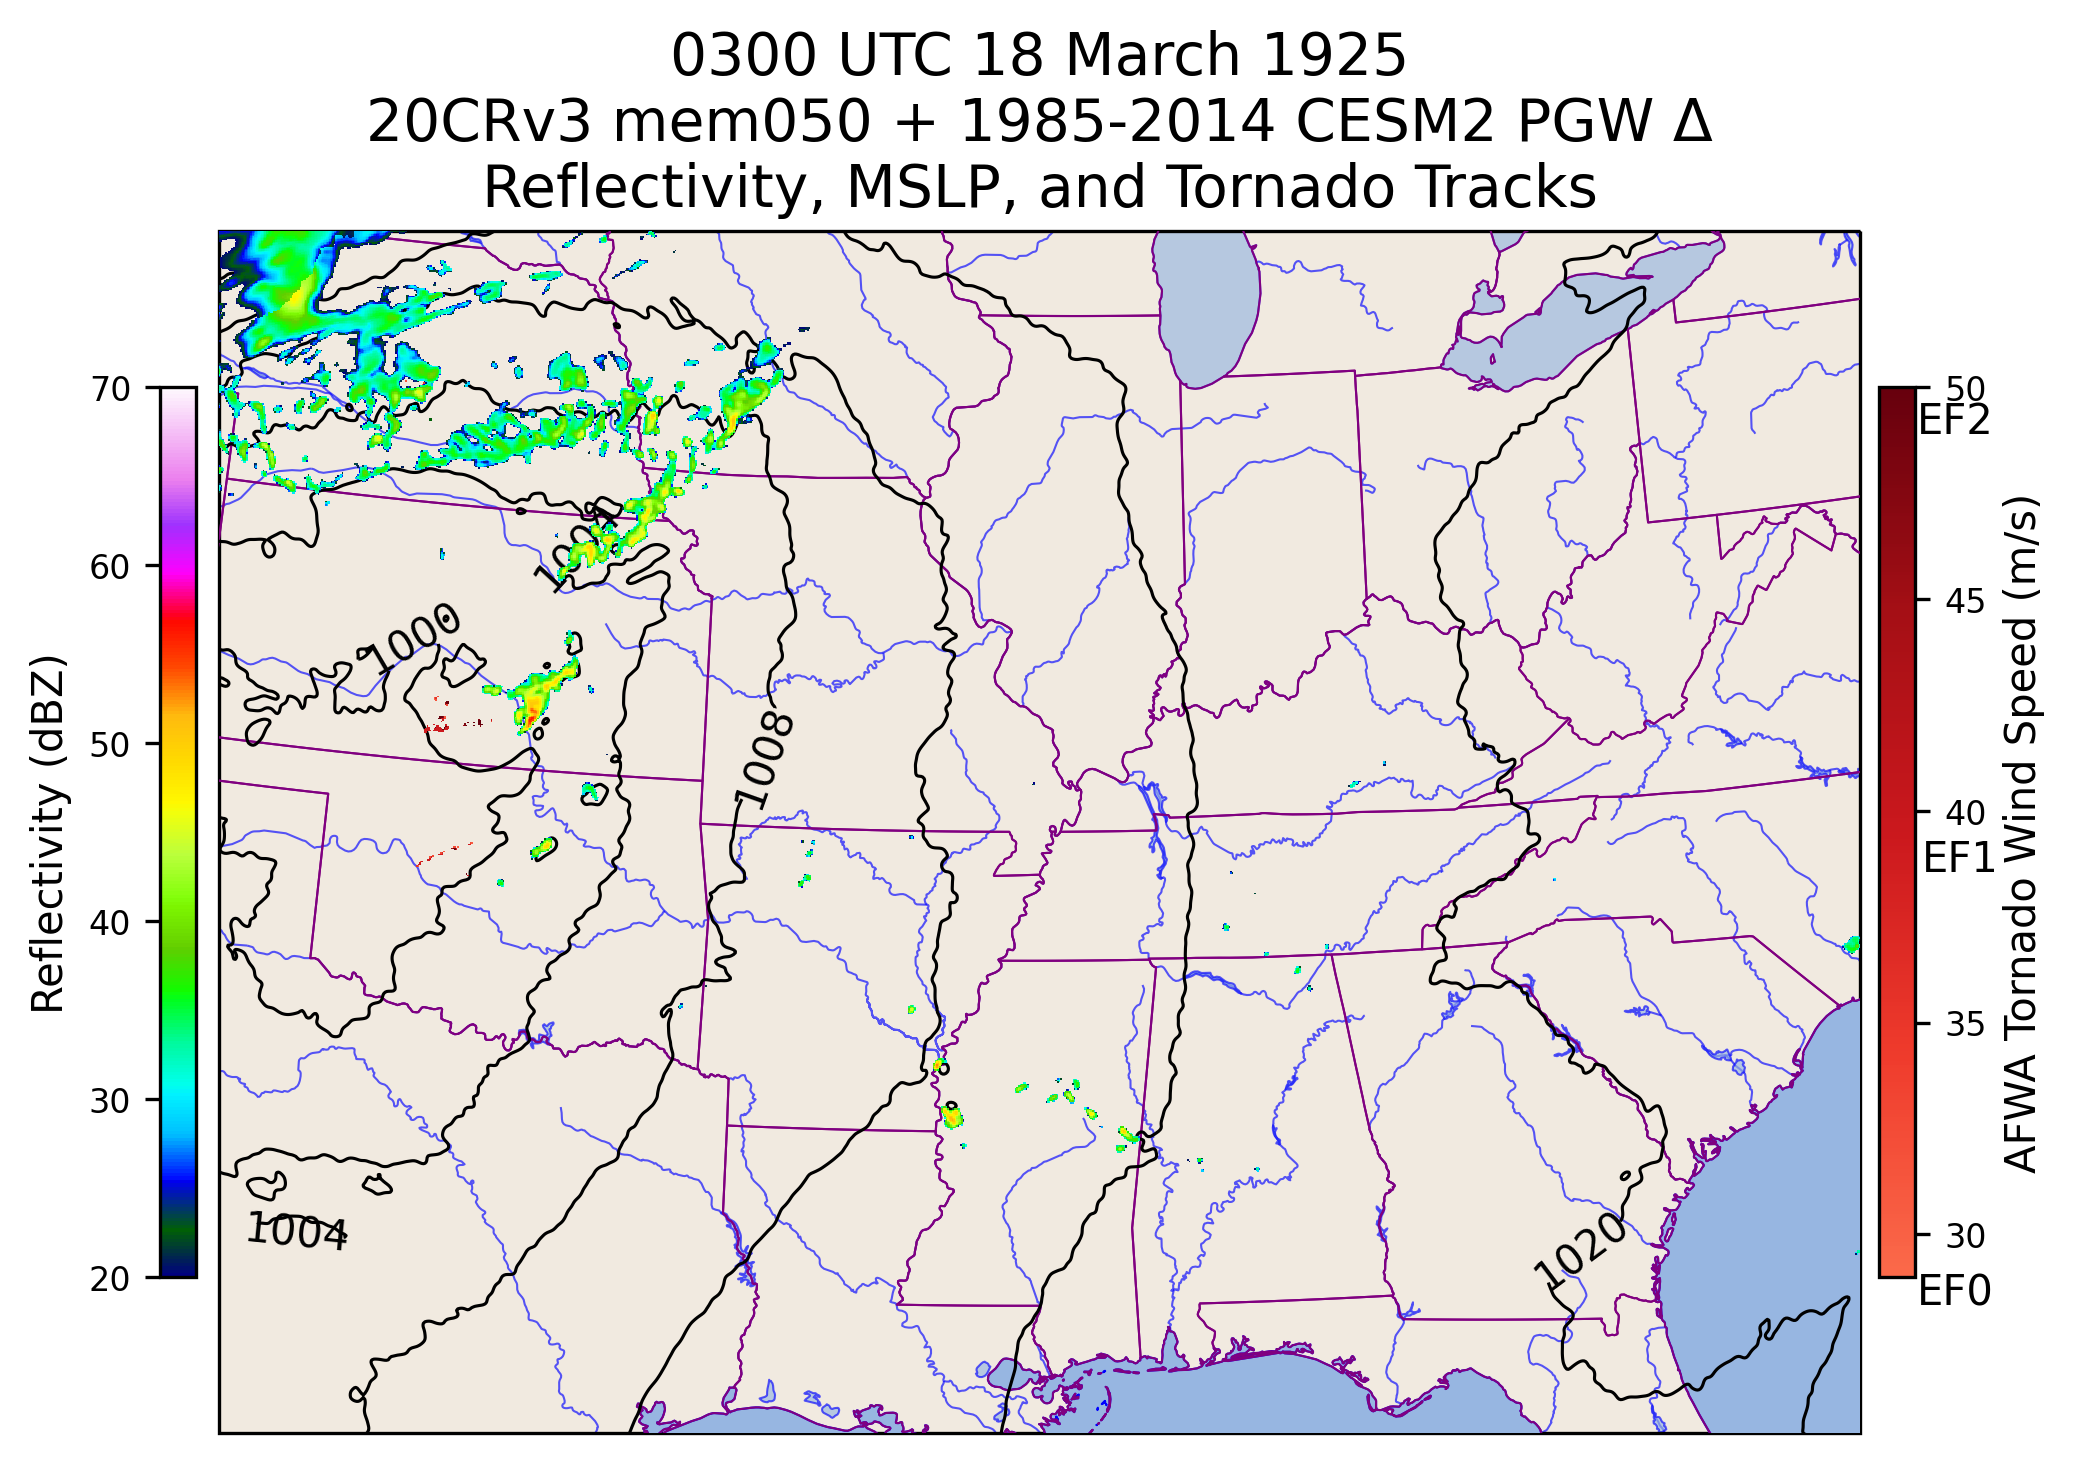 0300 UTC 18 March 1925
20CRv3 mem050 + 1985-2014 CESM2 PGW Δ
Reflectivity, MSLP, and Tornado Tracks
Reflectivity (dBZ)
70
60
50
40
30
20
1000
1008
1004
1020
50
EF2
45
40
EF1
35
30
EF0
AFWA Tornado Wind Speed (m/s)